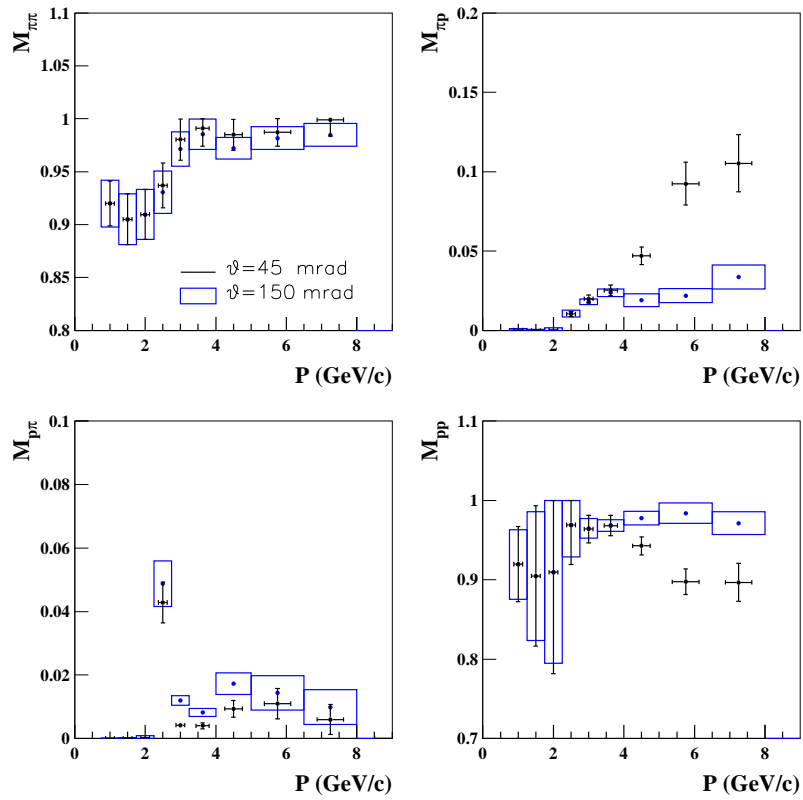 M_ππ
1.1
1.05
1
0.95
0.9
0.85
0.8
ϑ=45 mrad
ϑ=150 mrad
0 2 4 6 8
P (GeV/c)
M_πp
0.2
0.15
0.1
0.05
0
0 2 4 6 8
P (GeV/c)
M_pπ
0.1
0.08
0.06
0.04
0.02
0
0 2 4 6 8
P (GeV/c)
M_pp
1.1
1
0.9
0.8
0.7
0 2 4 6 8
P (GeV/c)